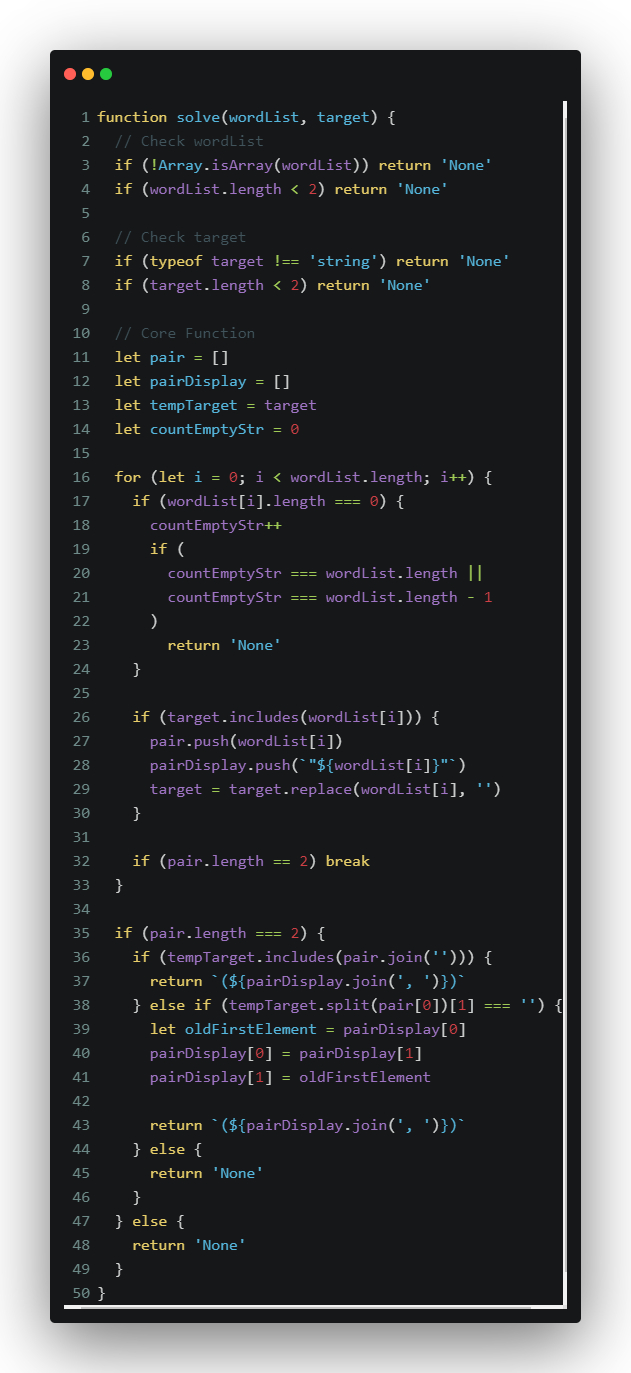 1 function solve(wordList, target) {
2   // Check wordList
3   if (!Array.isArray(wordList)) return 'None'
4   if (wordList.length < 2) return 'None'
5
6   // Check target
7   if (typeof target !== 'string') return 'None'
8   if (target.length < 2) return 'None'
9
10   // Core Function
11   let pair = []
12   let pairDisplay = []
13   let tempTarget = target
14   let countEmptyStr = 0
15
16   for (let i = 0; i < wordList.length; i++) {
17     if (wordList[i].length === 0) {
18       countEmptyStr++
19       if (
20         countEmptyStr === wordList.length ||
21         countEmptyStr === wordList.length - 1
22       )
23         return 'None'
24     }
25
26     if (target.includes(wordList[i])) {
27       pair.push(wordList[i])
28       pairDisplay.push(`"${wordList[i]}"`)
29       target = target.replace(wordList[i], '')
30     }
31
32     if (pair.length == 2) break
33   }
34
35   if (pair.length === 2) {
36     if (tempTarget.includes(pair.join(''))) {
37       return `(${pairDisplay.join(', ')})`
38     } else if (tempTarget.split(pair[0])[1] === '') {
39       let oldFirstElement = pairDisplay[0]
40       pairDisplay[0] = pairDisplay[1]
41       pairDisplay[1] = oldFirstElement
42
43       return `(${pairDisplay.join(', ')})`
44     } else {
45       return 'None'
46     }
47   } else {
48     return 'None'
49   }
50 }